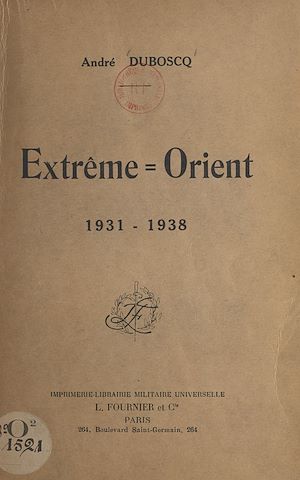 André DUBOSCQ
Extrême = Orient
1931 - 1938
IMPRIMERIE-LIBRAIRIE MILITAIRE UNIVERSELLE
L. FOURNIER et Cie
PARIS
264, Boulevard Saint-Germain, 264
O2
1521